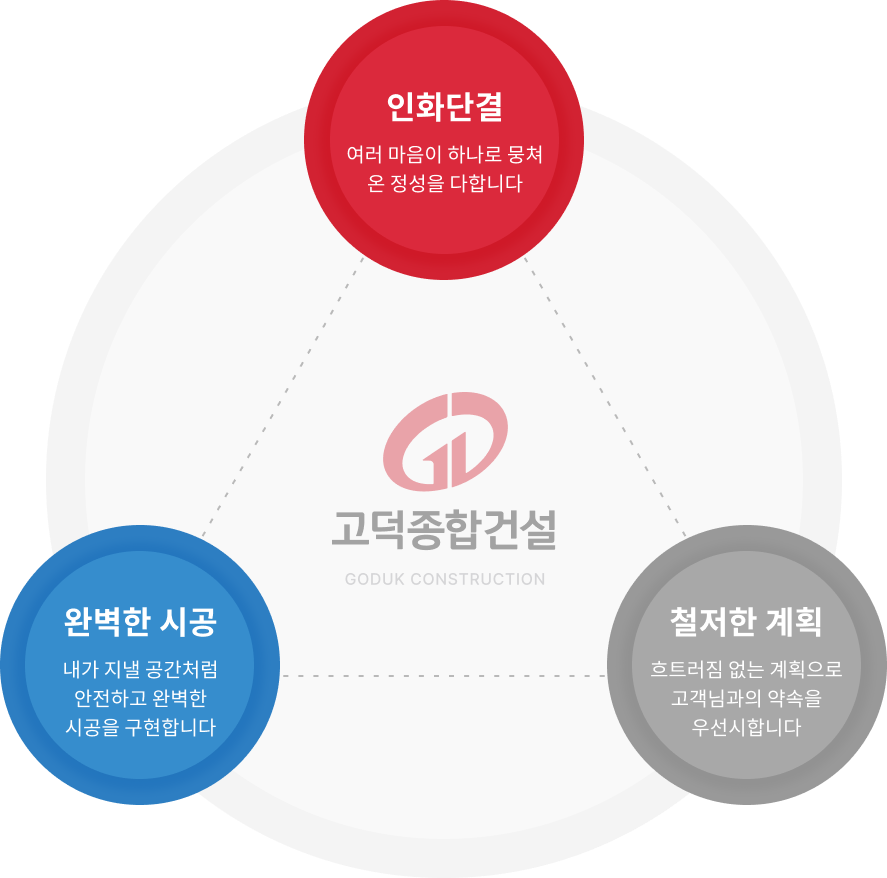 인화단결
여러 마음이 하나로 뭉쳐
온 정성을 다합니다
고덕종합건설
GODUK CONSTRUCTION
완벽한 시공
내가 지낼 공간처럼
안전하고 완벽한
시공을 구현합니다
철저한 계획
흐트러짐 없는 계획으로
고객님과의 약속을
우선시합니다